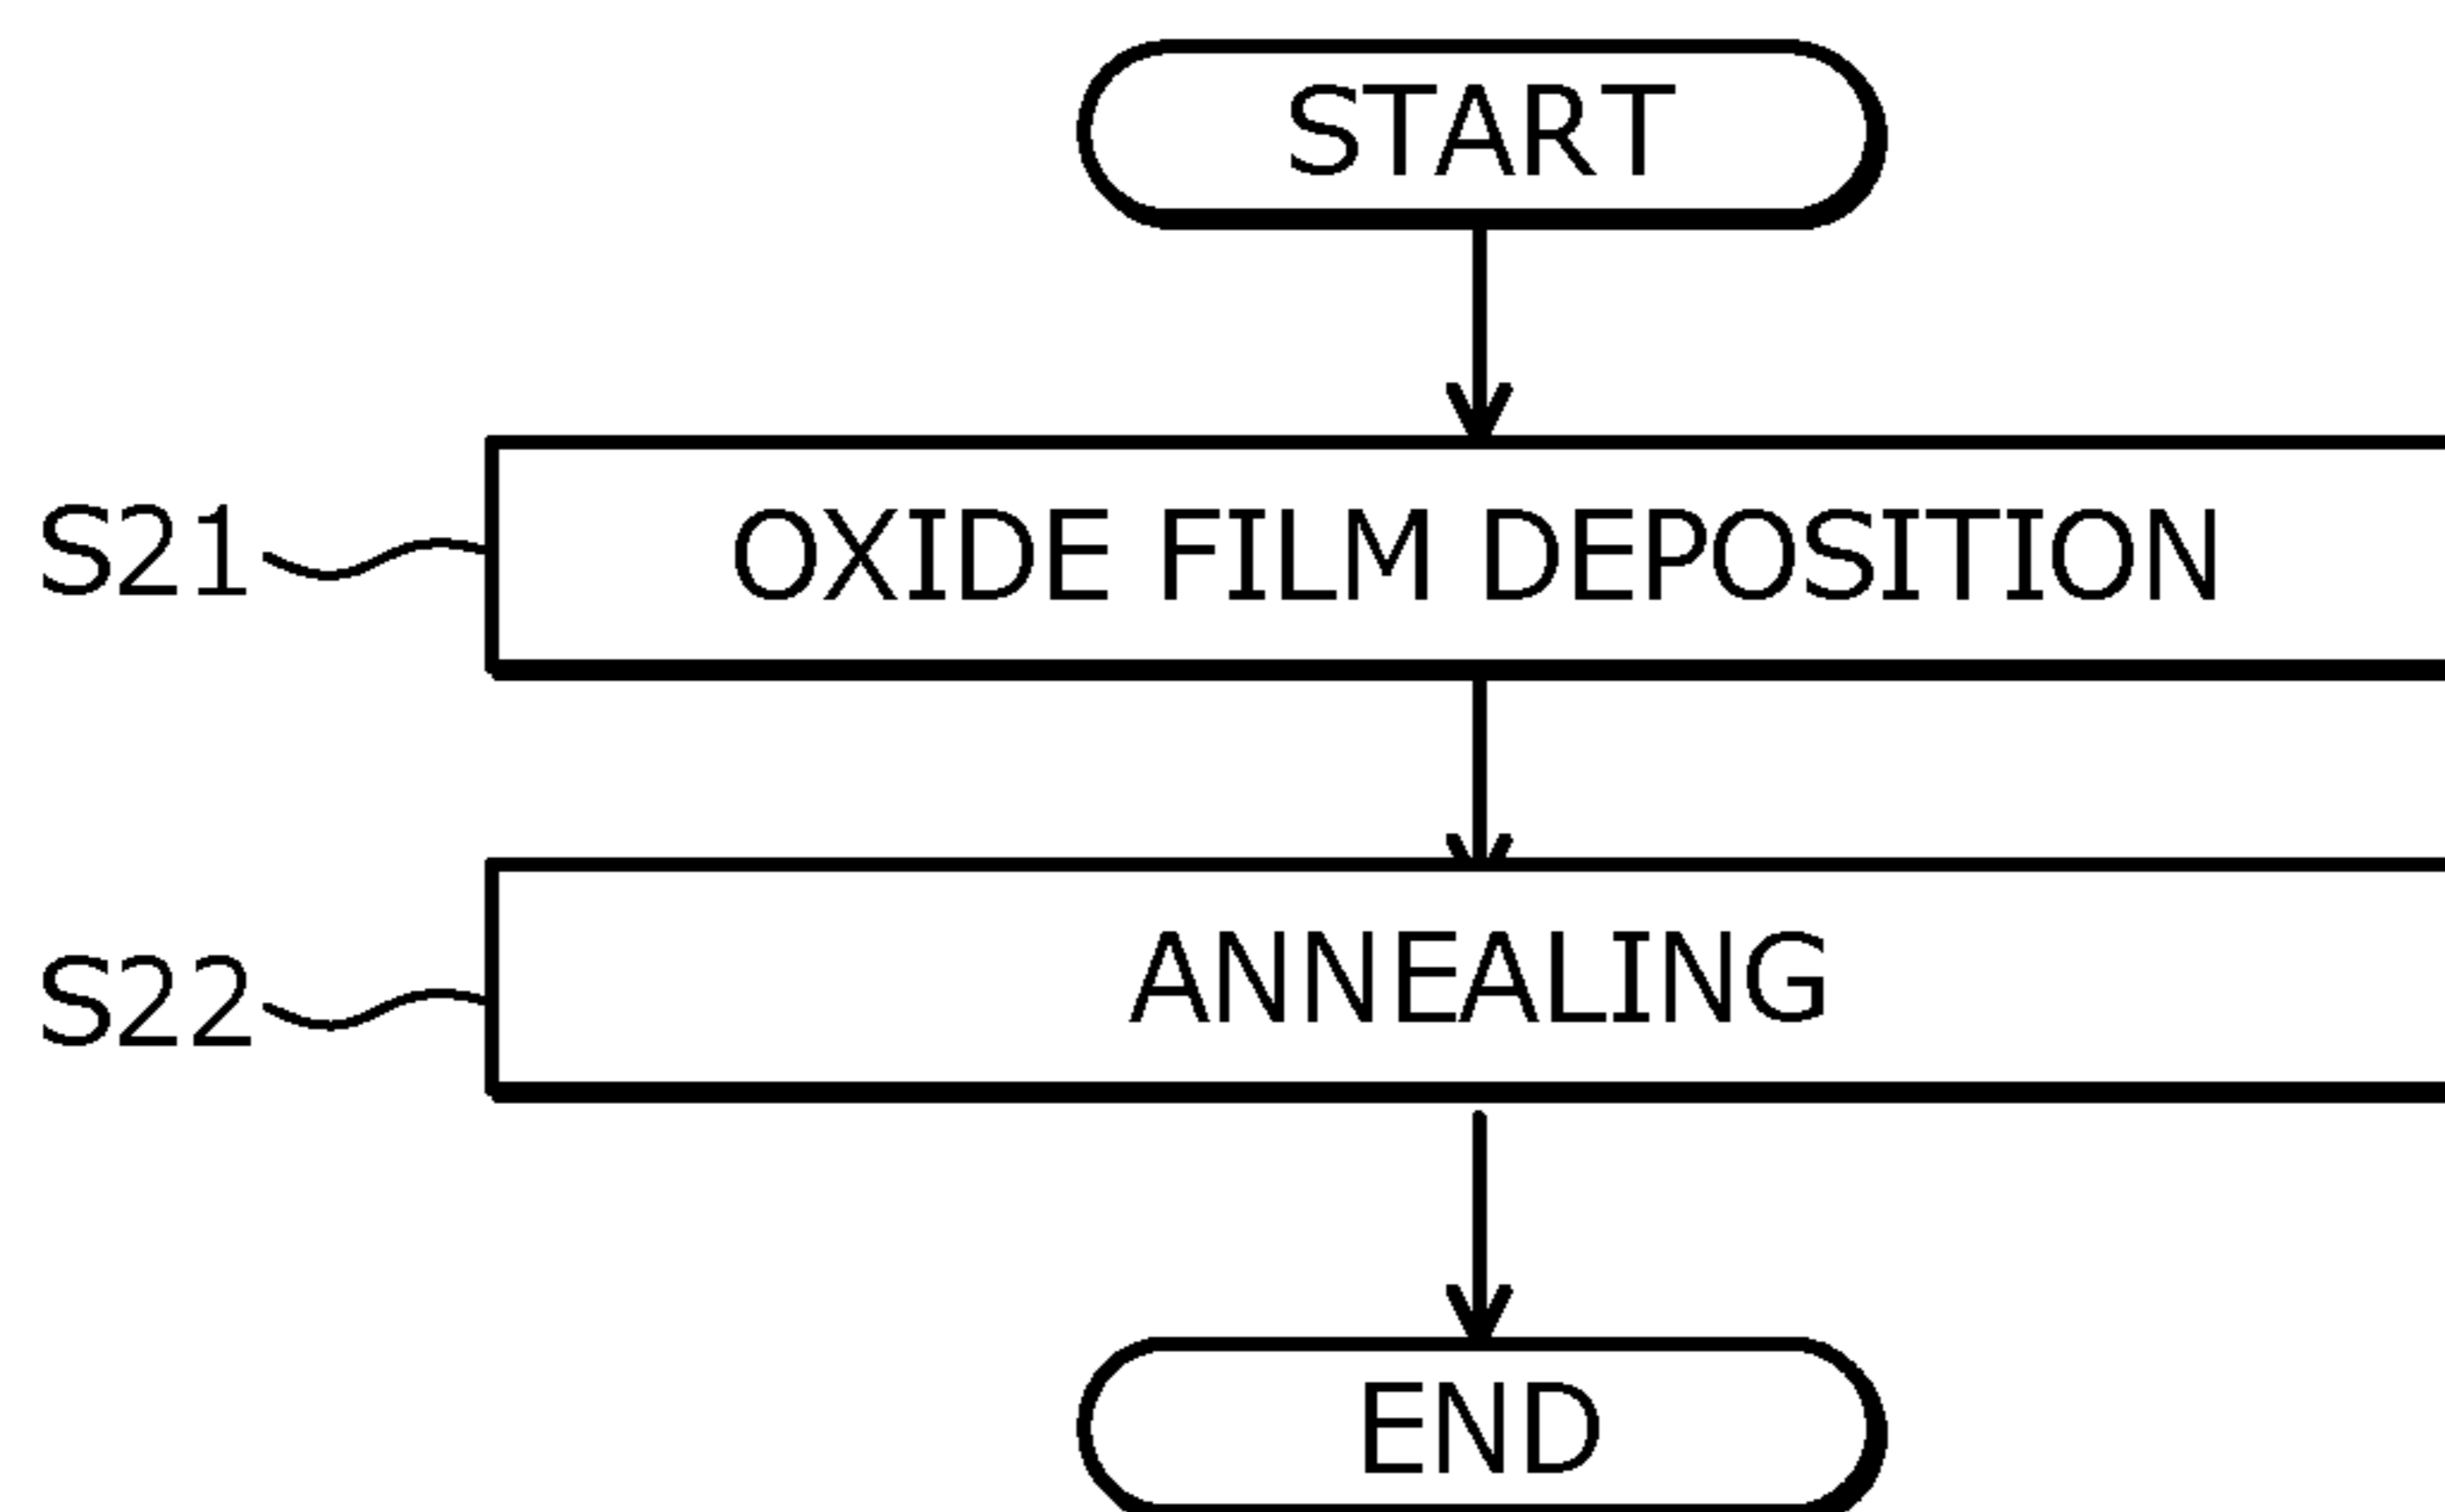 START
S21 OXIDE FILM DEPOSITION
S22 ANNEALING
END